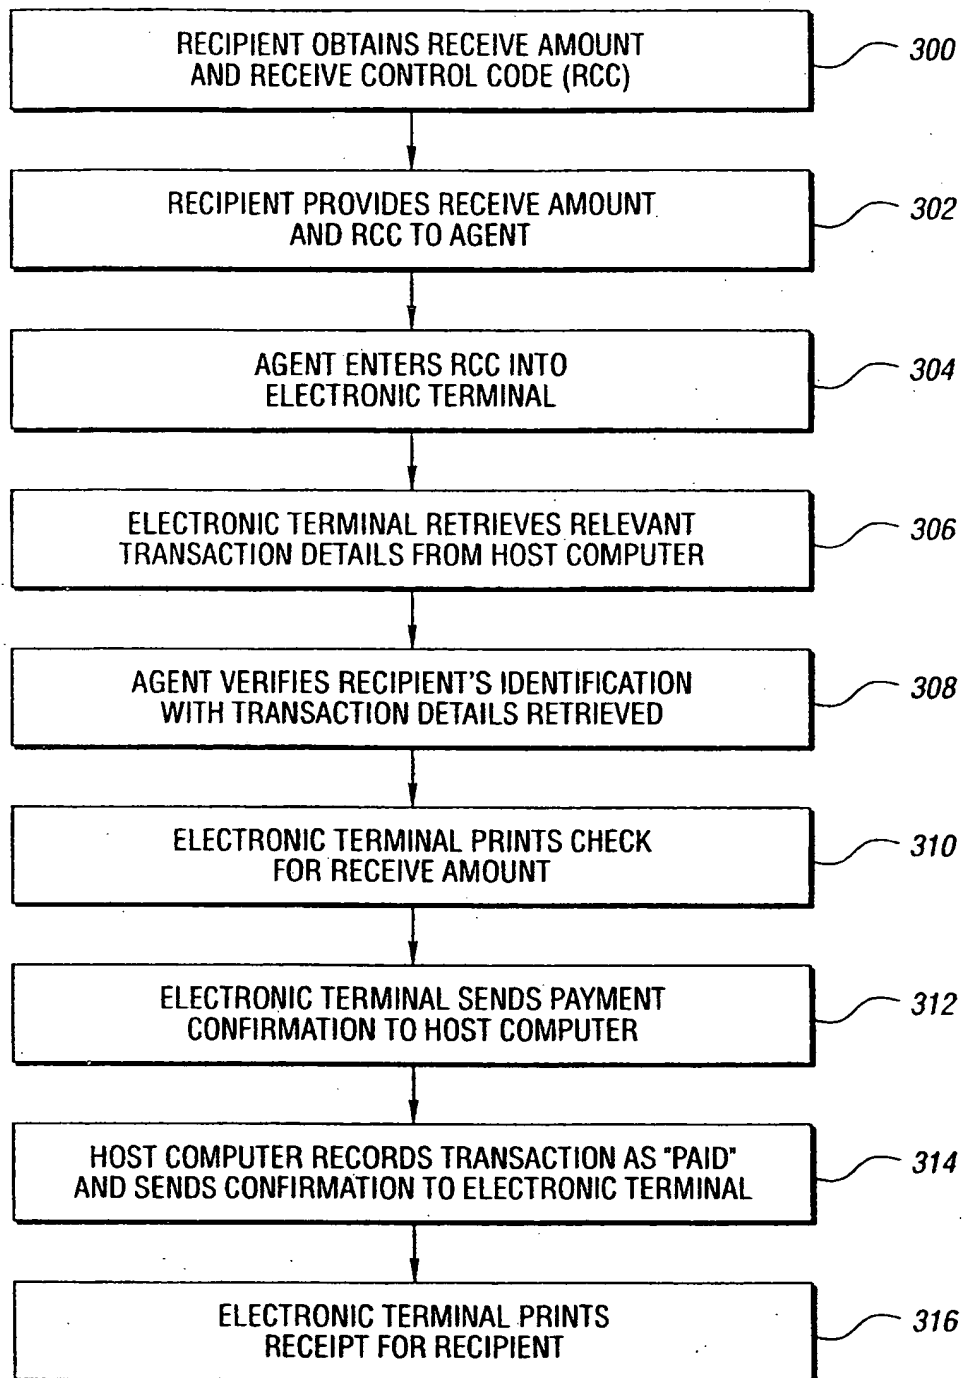 RECIPIENT OBTAINS RECEIVE AMOUNT
AND RECEIVE CONTROL CODE (RCC)
300
RECIPIENT PROVIDES RECEIVE AMOUNT
AND RCC TO AGENT
302
AGENT ENTERS RCC INTO
ELECTRONIC TERMINAL
304
ELECTRONIC TERMINAL RETRIEVES RELEVANT
TRANSACTION DETAILS FROM HOST COMPUTER
306
AGENT VERIFIES RECIPIENT'S IDENTIFICATION
WITH TRANSACTION DETAILS RETRIEVED
308
ELECTRONIC TERMINAL PRINTS CHECK
FOR RECEIVE AMOUNT
310
ELECTRONIC TERMINAL SENDS PAYMENT
CONFIRMATION TO HOST COMPUTER
312
HOST COMPUTER RECORDS TRANSACTION AS "PAID"
AND SENDS CONFIRMATION TO ELECTRONIC TERMINAL
314
ELECTRONIC TERMINAL PRINTS
RECEIPT FOR RECIPIENT
316